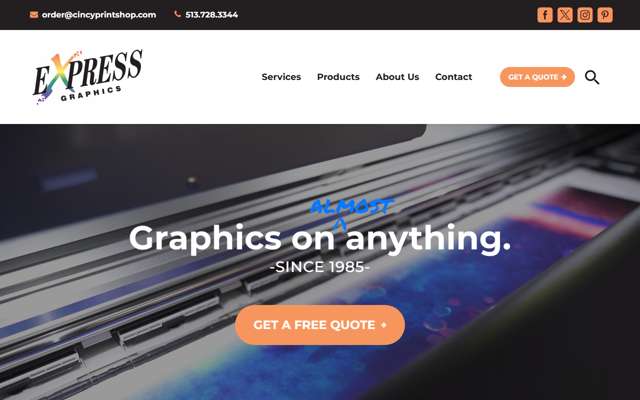 order@cincyprintshop.com 513.728.3344
EXPRESS
GRAPHICS
Services Products About Us Contact GET A QUOTE
ALMOST
Graphics on anything.
-SINCE 1985-
GET A FREE QUOTE